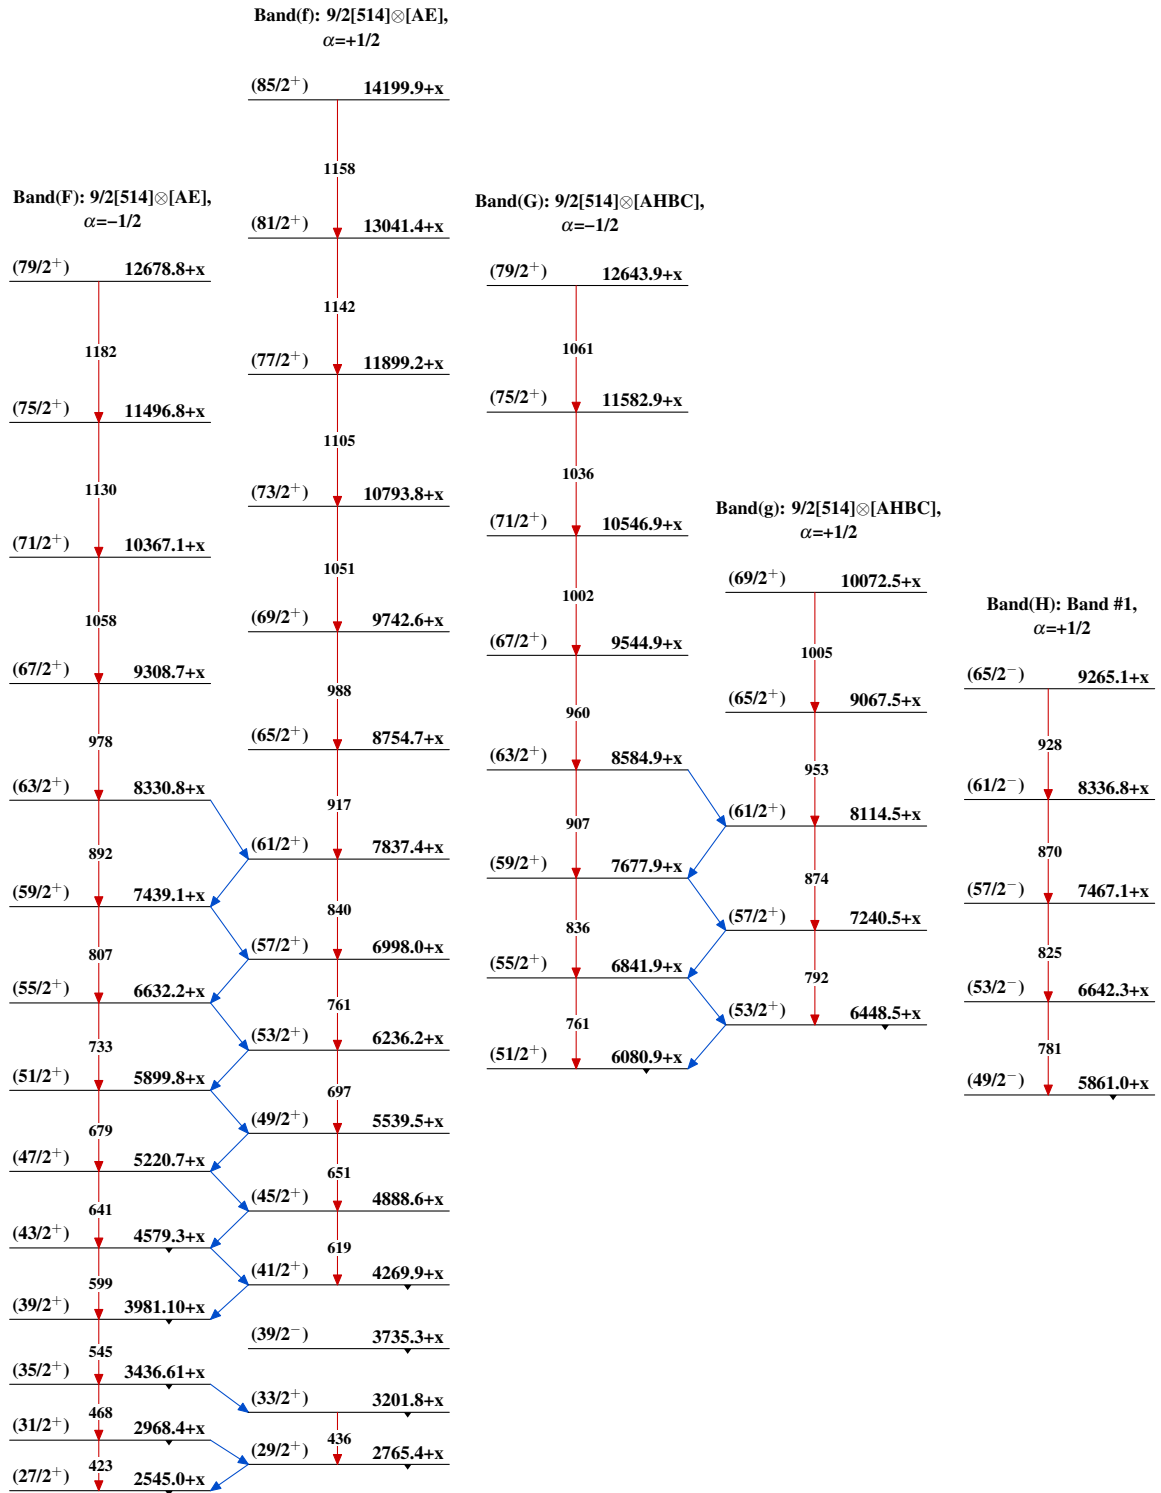 Band(f): 9/2[514]⊗[AE],
α=+1/2
(85/2⁺) 14199.9+x
1158
(81/2⁺) 13041.4+x
1142
(77/2⁺) 11899.2+x
1105
(73/2⁺) 10793.8+x
1051
(69/2⁺) 9742.6+x
988
(65/2⁺) 8754.7+x
917
(61/2⁺) 7837.4+x
840
(57/2⁺) 6998.0+x
761
(53/2⁺) 6236.2+x
697
(49/2⁺) 5539.5+x
651
(45/2⁺) 4888.6+x
619
(41/2⁺) 4269.9+x
(39/2⁻) 3735.3+x
(33/2⁺) 3201.8+x
436
(29/2⁺) 2765.4+x
Band(F): 9/2[514]⊗[AE],
α=−1/2
(79/2⁺) 12678.8+x
1182
(75/2⁺) 11496.8+x
1130
(71/2⁺) 10367.1+x
1058
(67/2⁺) 9308.7+x
978
(63/2⁺) 8330.8+x
892
(59/2⁺) 7439.1+x
807
(55/2⁺) 6632.2+x
733
(51/2⁺) 5899.8+x
679
(47/2⁺) 5220.7+x
641
(43/2⁺) 4579.3+x
599
(39/2⁺) 3981.10+x
545
(35/2⁺) 3436.61+x
468
(31/2⁺) 2968.4+x
423
(27/2⁺) 2545.0+x
Band(G): 9/2[514]⊗[AHBC],
α=−1/2
(79/2⁺) 12643.9+x
1061
(75/2⁺) 11582.9+x
1036
(71/2⁺) 10546.9+x
1002
(67/2⁺) 9544.9+x
960
(63/2⁺) 8584.9+x
907
(59/2⁺) 7677.9+x
836
(55/2⁺) 6841.9+x
761
(51/2⁺) 6080.9+x
Band(g): 9/2[514]⊗[AHBC],
α=+1/2
(69/2⁺) 10072.5+x
1005
(65/2⁺) 9067.5+x
953
(61/2⁺) 8114.5+x
874
(57/2⁺) 7240.5+x
792
(53/2⁺) 6448.5+x
Band(H): Band #1,
α=+1/2
(65/2⁻) 9265.1+x
928
(61/2⁻) 8336.8+x
870
(57/2⁻) 7467.1+x
825
(53/2⁻) 6642.3+x
781
(49/2⁻) 5861.0+x